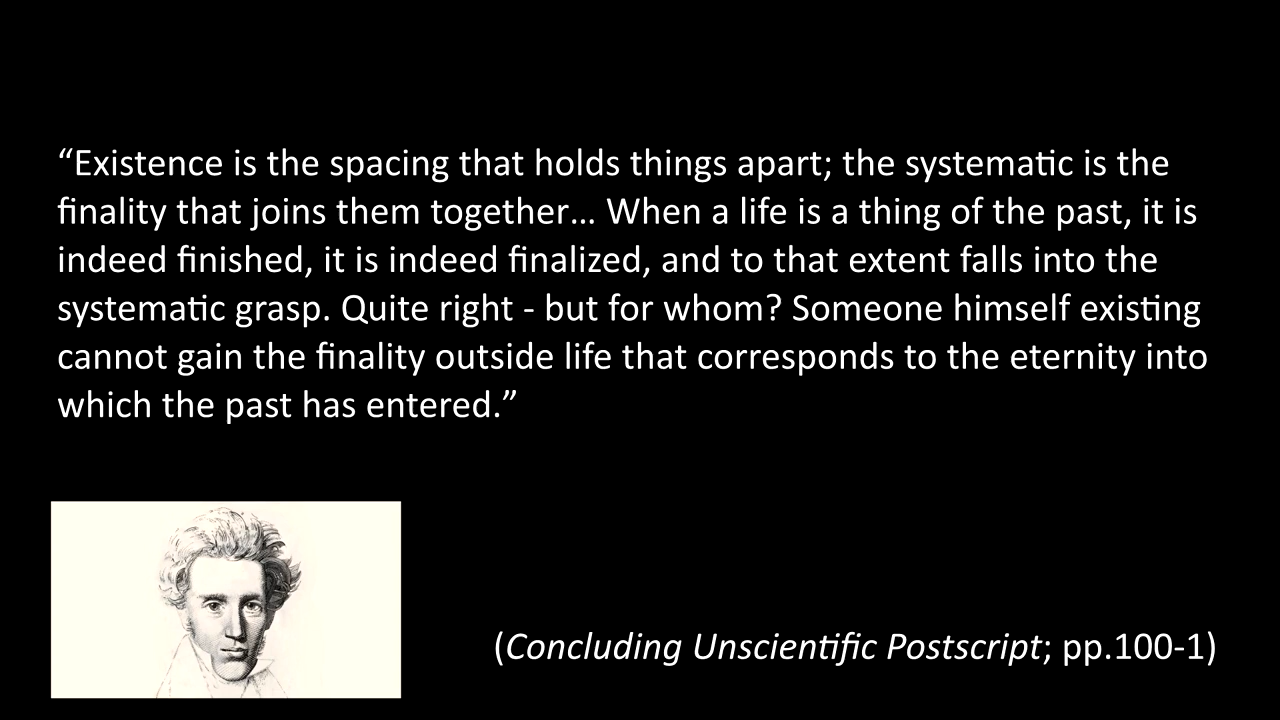 “Existence is the spacing that holds things apart; the systematic is the
finality that joins them together… When a life is a thing of the past, it is
indeed finished, it is indeed finalized, and to that extent falls into the
systematic grasp. Quite right - but for whom? Someone himself existing
cannot gain the finality outside life that corresponds to the eternity into
which the past has entered.”
(Concluding Unscientific Postscript; pp.100-1)